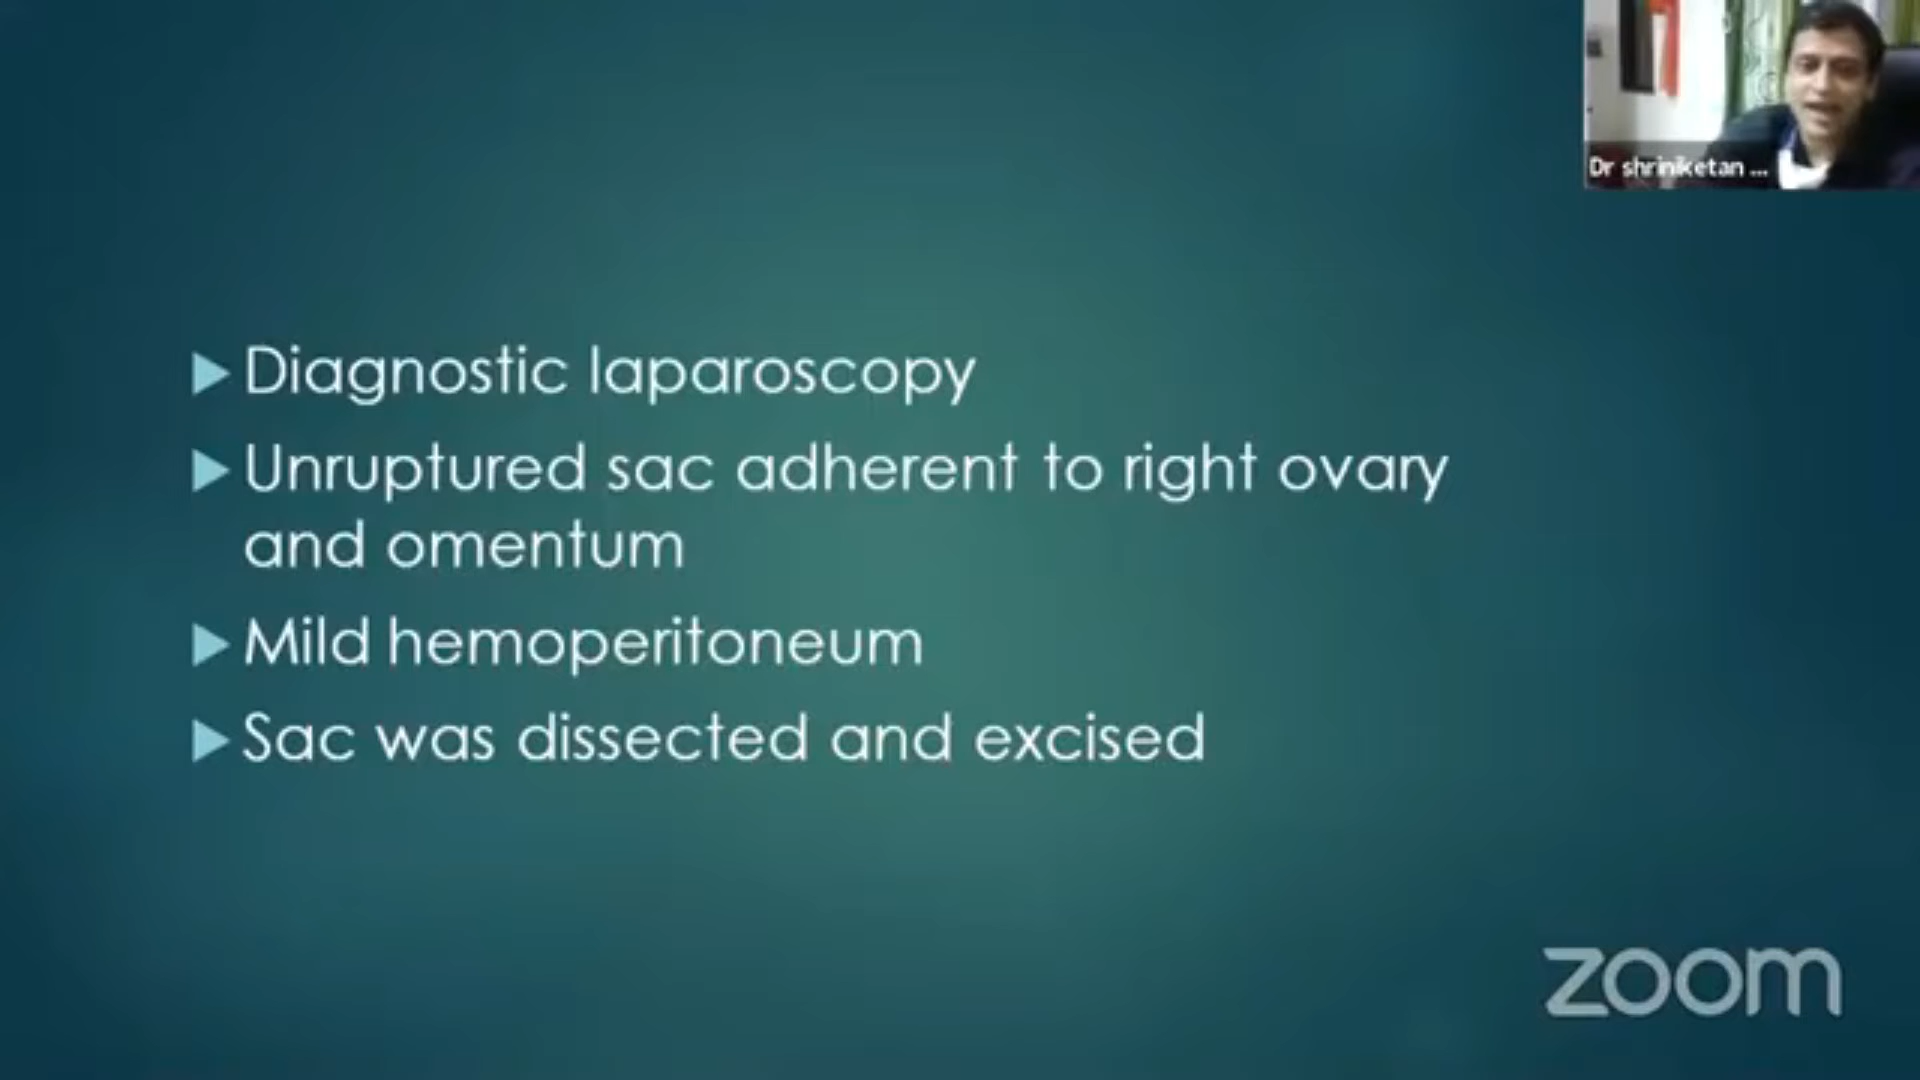 Dr shriniketan ...
Diagnostic laparoscopy
Unruptured sac adherent to right ovary
and omentum
Mild hemoperitoneum
Sac was dissected and excised
zoom